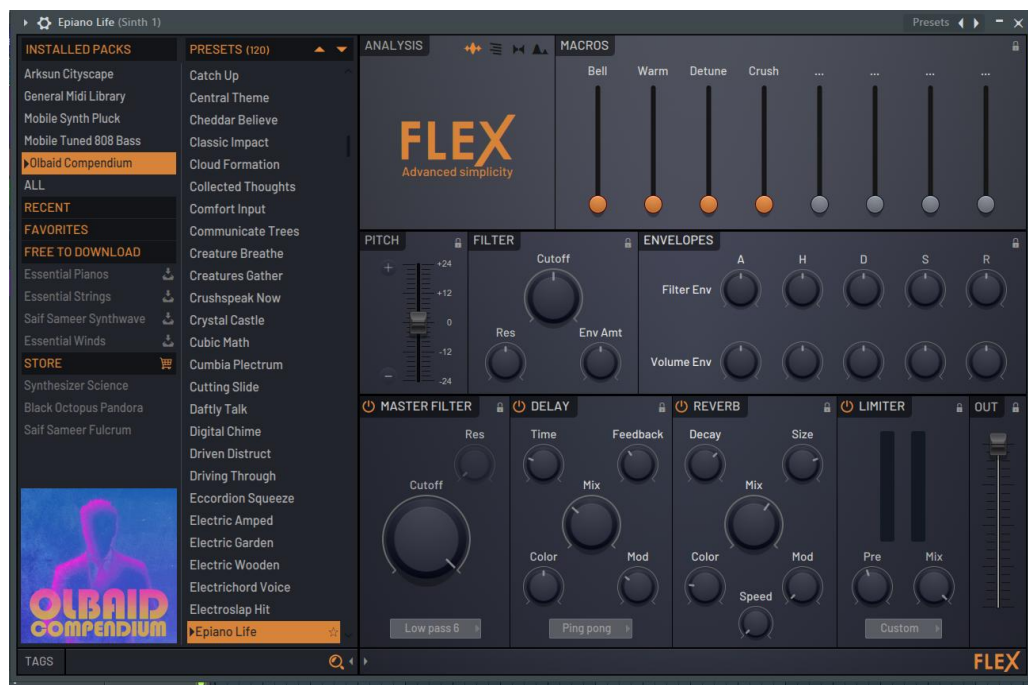 Epiano Life (Sinth 1)
Presets
INSTALLED PACKS
Arksun Cityscape
General Midi Library
Mobile Synth Pluck
Mobile Tuned 808 Bass
Olbaid Compendium
ALL
RECENT
FAVORITES
FREE TO DOWNLOAD
Essential Pianos
Essential Strings
Saif Sameer Synthwave
Essential Winds
STORE
Synthesizer Science
Black Octopus Pandora
Saif Sameer Fulcrum
OLBAID
COMPENDIUM
TAGS
PRESETS (120)
Catch Up
Central Theme
Cheddar Believe
Classic Impact
Cloud Formation
Collected Thoughts
Comfort Input
Communicate Trees
Creature Breathe
Creatures Gather
Crushspeak Now
Crystal Castle
Cubic Math
Cumbia Plectrum
Cutting Slide
Daftly Talk
Digital Chime
Driven Distruct
Driving Through
Eccordion Squeeze
Electric Amped
Electric Garden
Electric Wooden
Electrichord Voice
Electroslap Hit
Epiano Life
ANALYSIS
FLEX
Advanced simplicity
MACROS
Bell Warm Detune Crush ... ... ... ...
PITCH
+24
+12
0
-12
-24
FILTER
Cutoff
Res Env Amt
ENVELOPES
A H D S R
Filter Env
Volume Env
MASTER FILTER
Res
Cutoff
Low pass 6
DELAY
Time Feedback
Mix
Color Mod
Ping pong
REVERB
Decay Size
Mix
Color Mod
Speed
LIMITER
Pre Mix
Custom
OUT
FLEX